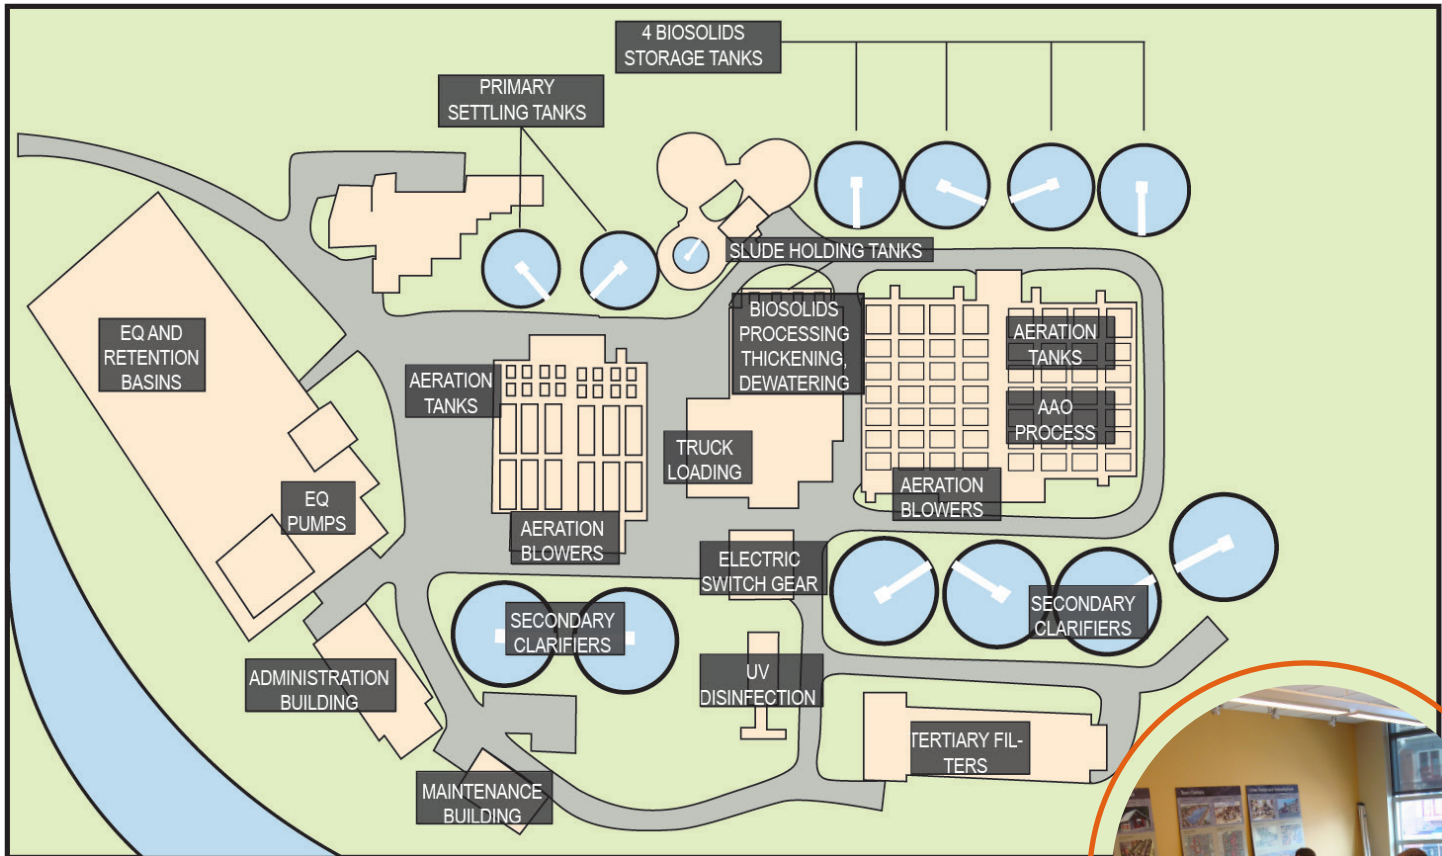 4 BIOSOLIDS
STORAGE TANKS
PRIMARY
SETTLING TANKS
SLUDE HOLDING TANKS
BIOSOLIDS
PROCESSING
THICKENING,
DEWATERING
EQ AND
RETENTION
BASINS
AERATION
TANKS
AERATION
TANKS
AAO
PROCESS
TRUCK
LOADING
EQ
PUMPS
AERATION
BLOWERS
AERATION
BLOWERS
ELECTRIC
SWITCH GEAR
SECONDARY
CLARIFIERS
SECONDARY
CLARIFIERS
ADMINISTRATION
BUILDING
UV
DISINFECTION
TERTIARY FIL-
TERS
MAINTENANCE
BUILDING